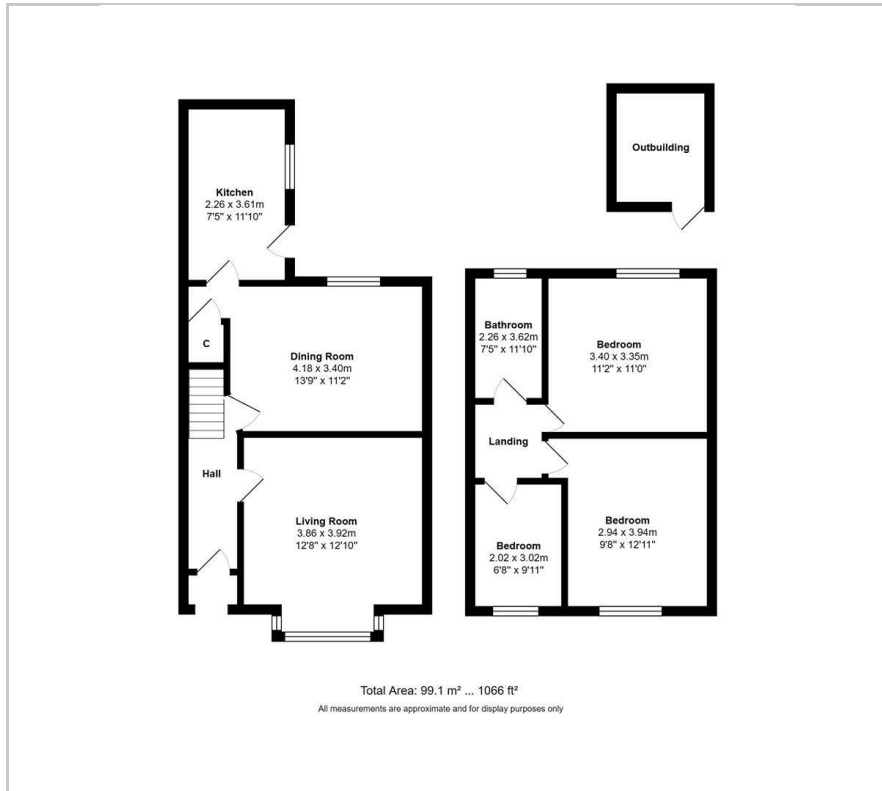 Kitchen
2.26 x 3.61m
7'5" x 11'10"
C
Dining Room
4.18 x 3.40m
13'9" x 11'2"
Hall
Living Room
3.86 x 3.92m
12'8" x 12'10"
Outbuilding
Bathroom
2.26 x 3.62m
7'5" x 11'10"
Bedroom
3.40 x 3.35m
11'2" x 11'0"
Landing
Bedroom
2.02 x 3.02m
6'8" x 9'11"
Bedroom
2.94 x 3.94m
9'8" x 12'11"
Total Area: 99.1 m² ... 1066 ft²
All measurements are approximate and for display purposes only